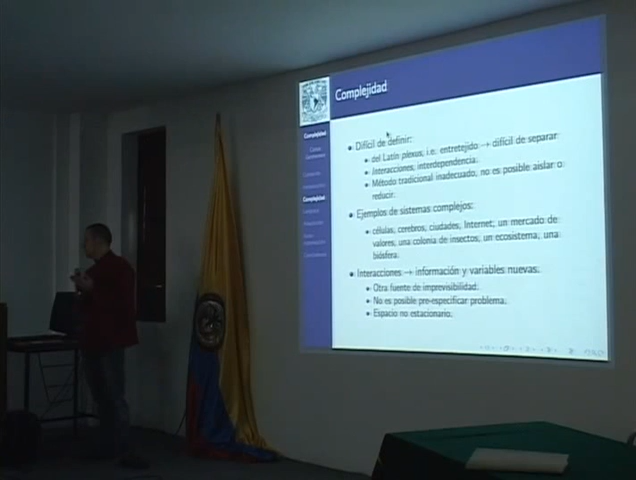 Complejidad
Complejidad
Difícil de definir:
del Latín plexus, i.e. entretejido → difícil de separar.
Interacciones, interdependencia.
Método tradicional inadecuado, no es posible aislar o
reducir.
Complejidad
Ejemplos de sistemas complejos:
células, cerebros, ciudades, Internet, un mercado de
valores, una colonia de insectos, un ecosistema, una
biósfera.
Interacciones → información y variables nuevas.
Otra fuente de imprevisibilidad.
No es posible pre-especificar problema.
Espacio no estacionario.